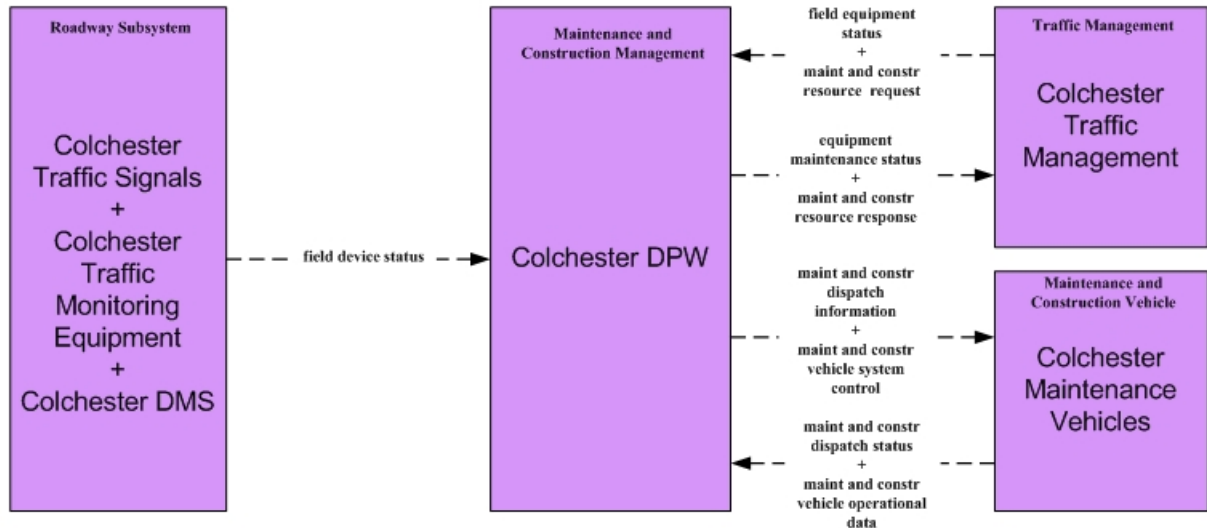 Roadway Subsystem
Colchester
Traffic Signals
+
Colchester
Traffic
Monitoring
Equipment
+
Colchester DMS
field device status
Maintenance and
Construction Management
Colchester DPW
field equipment
status
+
maint and constr
resource request
equipment
maintenance status
+
maint and constr
resource response
maint and constr
dispatch
information
+
maint and constr
vehicle system
control
maint and constr
dispatch status
+
maint and constr
vehicle operational
data
Traffic Management
Colchester
Traffic
Management
Maintenance and
Construction Vehicle
Colchester
Maintenance
Vehicles